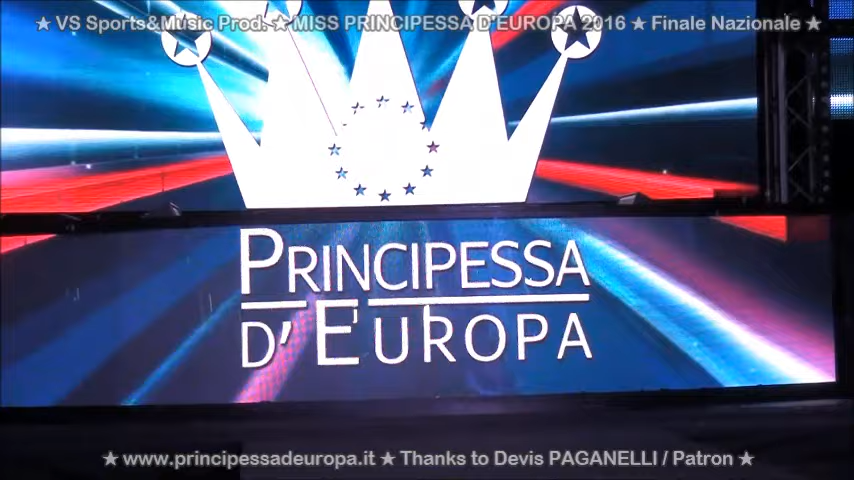 ★ VS Sports&Music Prod. ★ MISS PRINCIPESSA D'EUROPA 2016 ★ Finale Nazionale ★
PRINCIPESSA
D'EUROPA
★ www.principessadeuropa.it ★ Thanks to Devis PAGANELLI / Patron ★